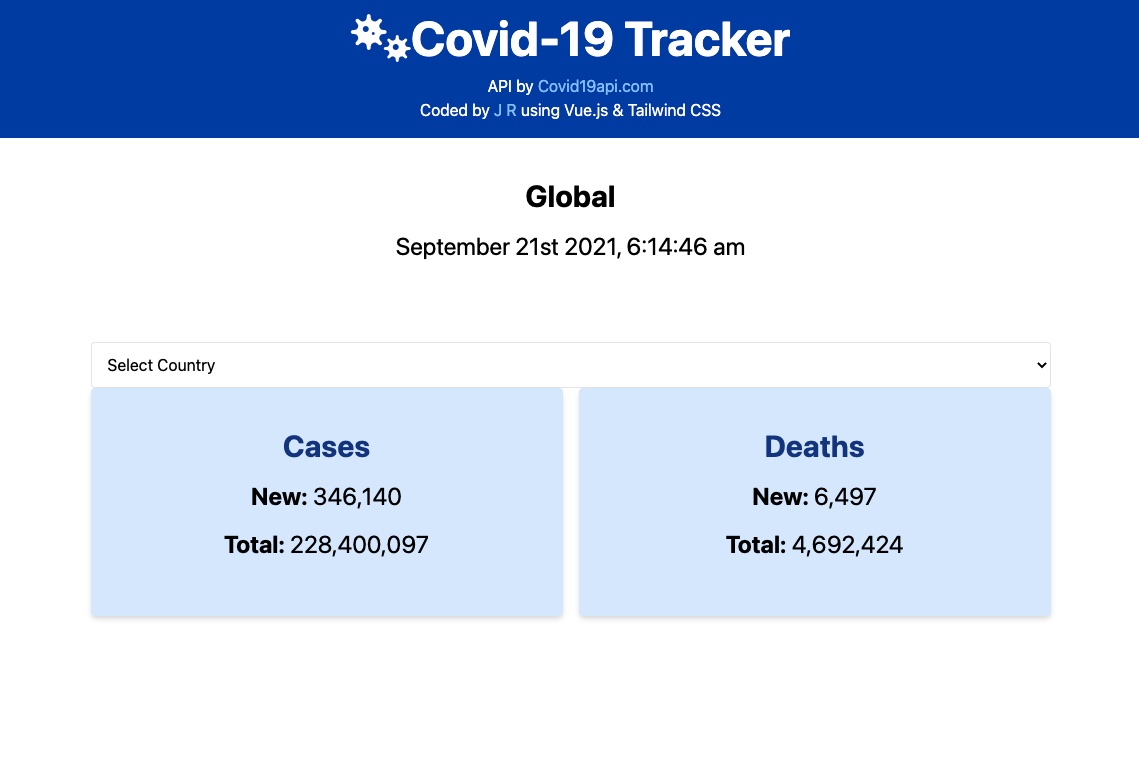 Covid-19 Tracker
API by Covid19api.com
Coded by J R using Vue.js & Tailwind CSS
Global
September 21st 2021, 6:14:46 am
Select Country
Cases
New: 346,140
Total: 228,400,097
Deaths
New: 6,497
Total: 4,692,424